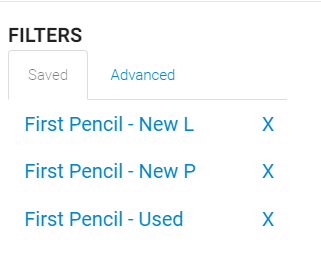 FILTERS
Saved Advanced
First Pencil - New L X
First Pencil - New P X
First Pencil - Used X